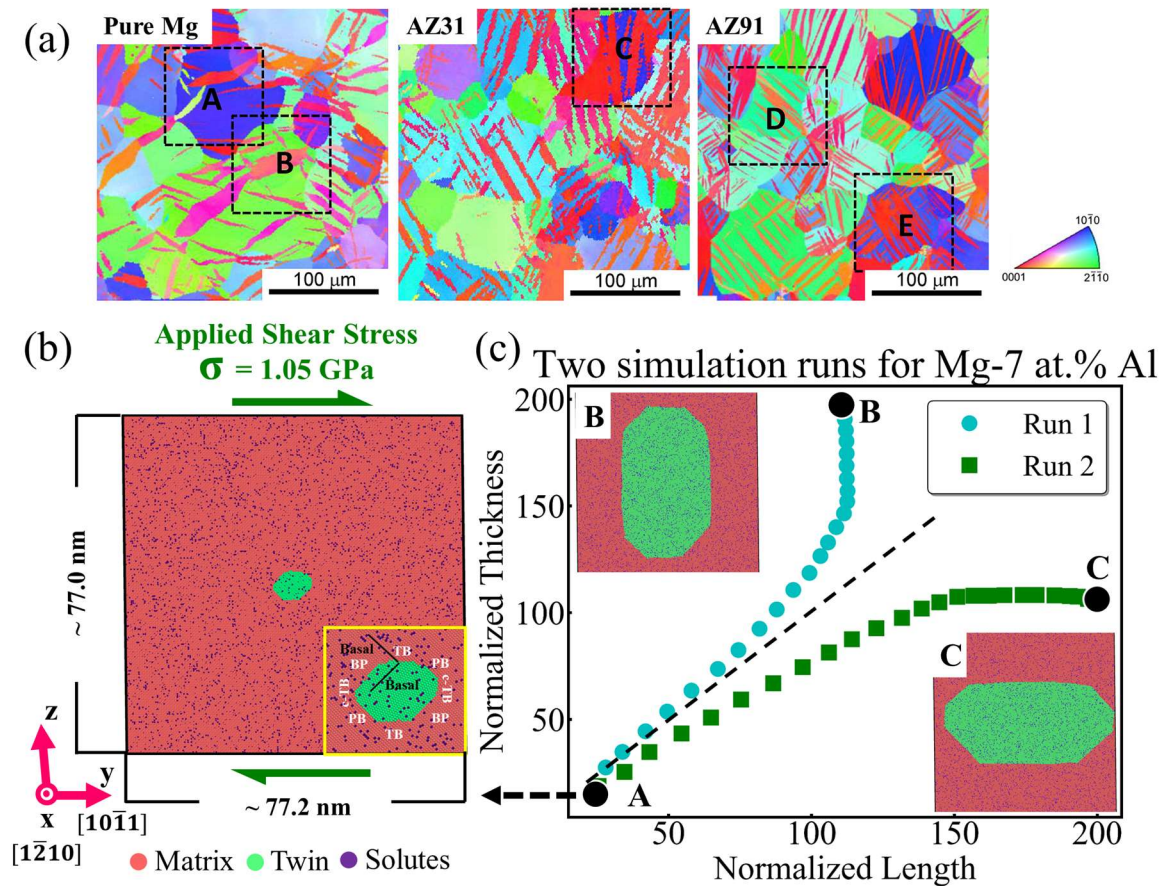 (a)
Pure Mg
AZ31
AZ91
A
B
C
D
E
100 µm
100 µm
100 µm
101̄0
0001
21̄1̄0
(b)
Applied Shear Stress
σ = 1.05 GPa
~ 77.0 nm
Basal
TB
BP
PB
c-TB
Basal
c-TB
PB
BP
TB
z
y
x
[101̄1]
[12̄10]
~ 77.2 nm
Matrix
Twin
Solutes
(c)
Two simulation runs for Mg-7 at.% Al
Normalized Thickness
200
150
100
50
B
B
Run 1
Run 2
C
C
A
50
100
150
200
Normalized Length